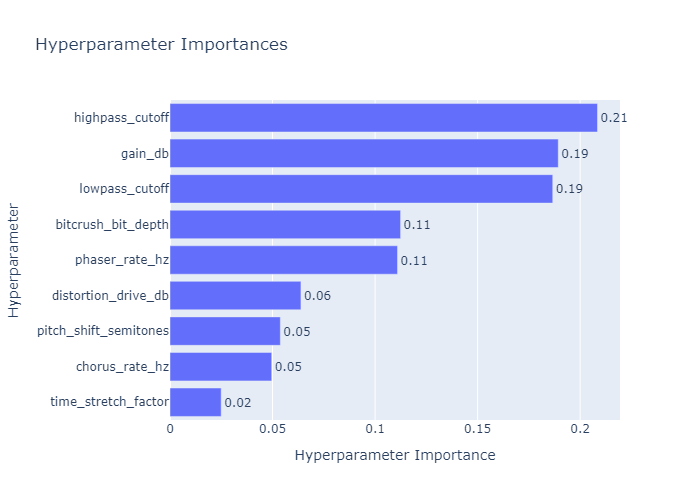 Hyperparameter Importances
highpass_cutoff 0.21
gain_db 0.19
lowpass_cutoff 0.19
bitcrush_bit_depth 0.11
phaser_rate_hz 0.11
distortion_drive_db 0.06
pitch_shift_semitones 0.05
chorus_rate_hz 0.05
time_stretch_factor 0.02
0 0.05 0.1 0.15 0.2
Hyperparameter Importance
Hyperparameter